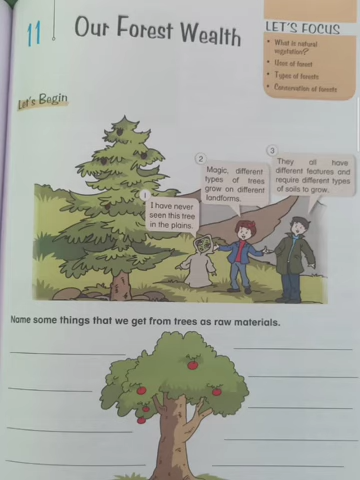 11
Our Forest Wealth
LET'S FOCUS
• What is natural
vegetation?
• Uses of forest
• Types of forests
• Conservation of forests
Let's Begin
1
I have never
seen this tree
in the plains.
2
Magic, different
types of trees
grow on different
landforms.
3
They all have
different features and
require different types
of soils to grow.
Name some things that we get from trees as raw materials.